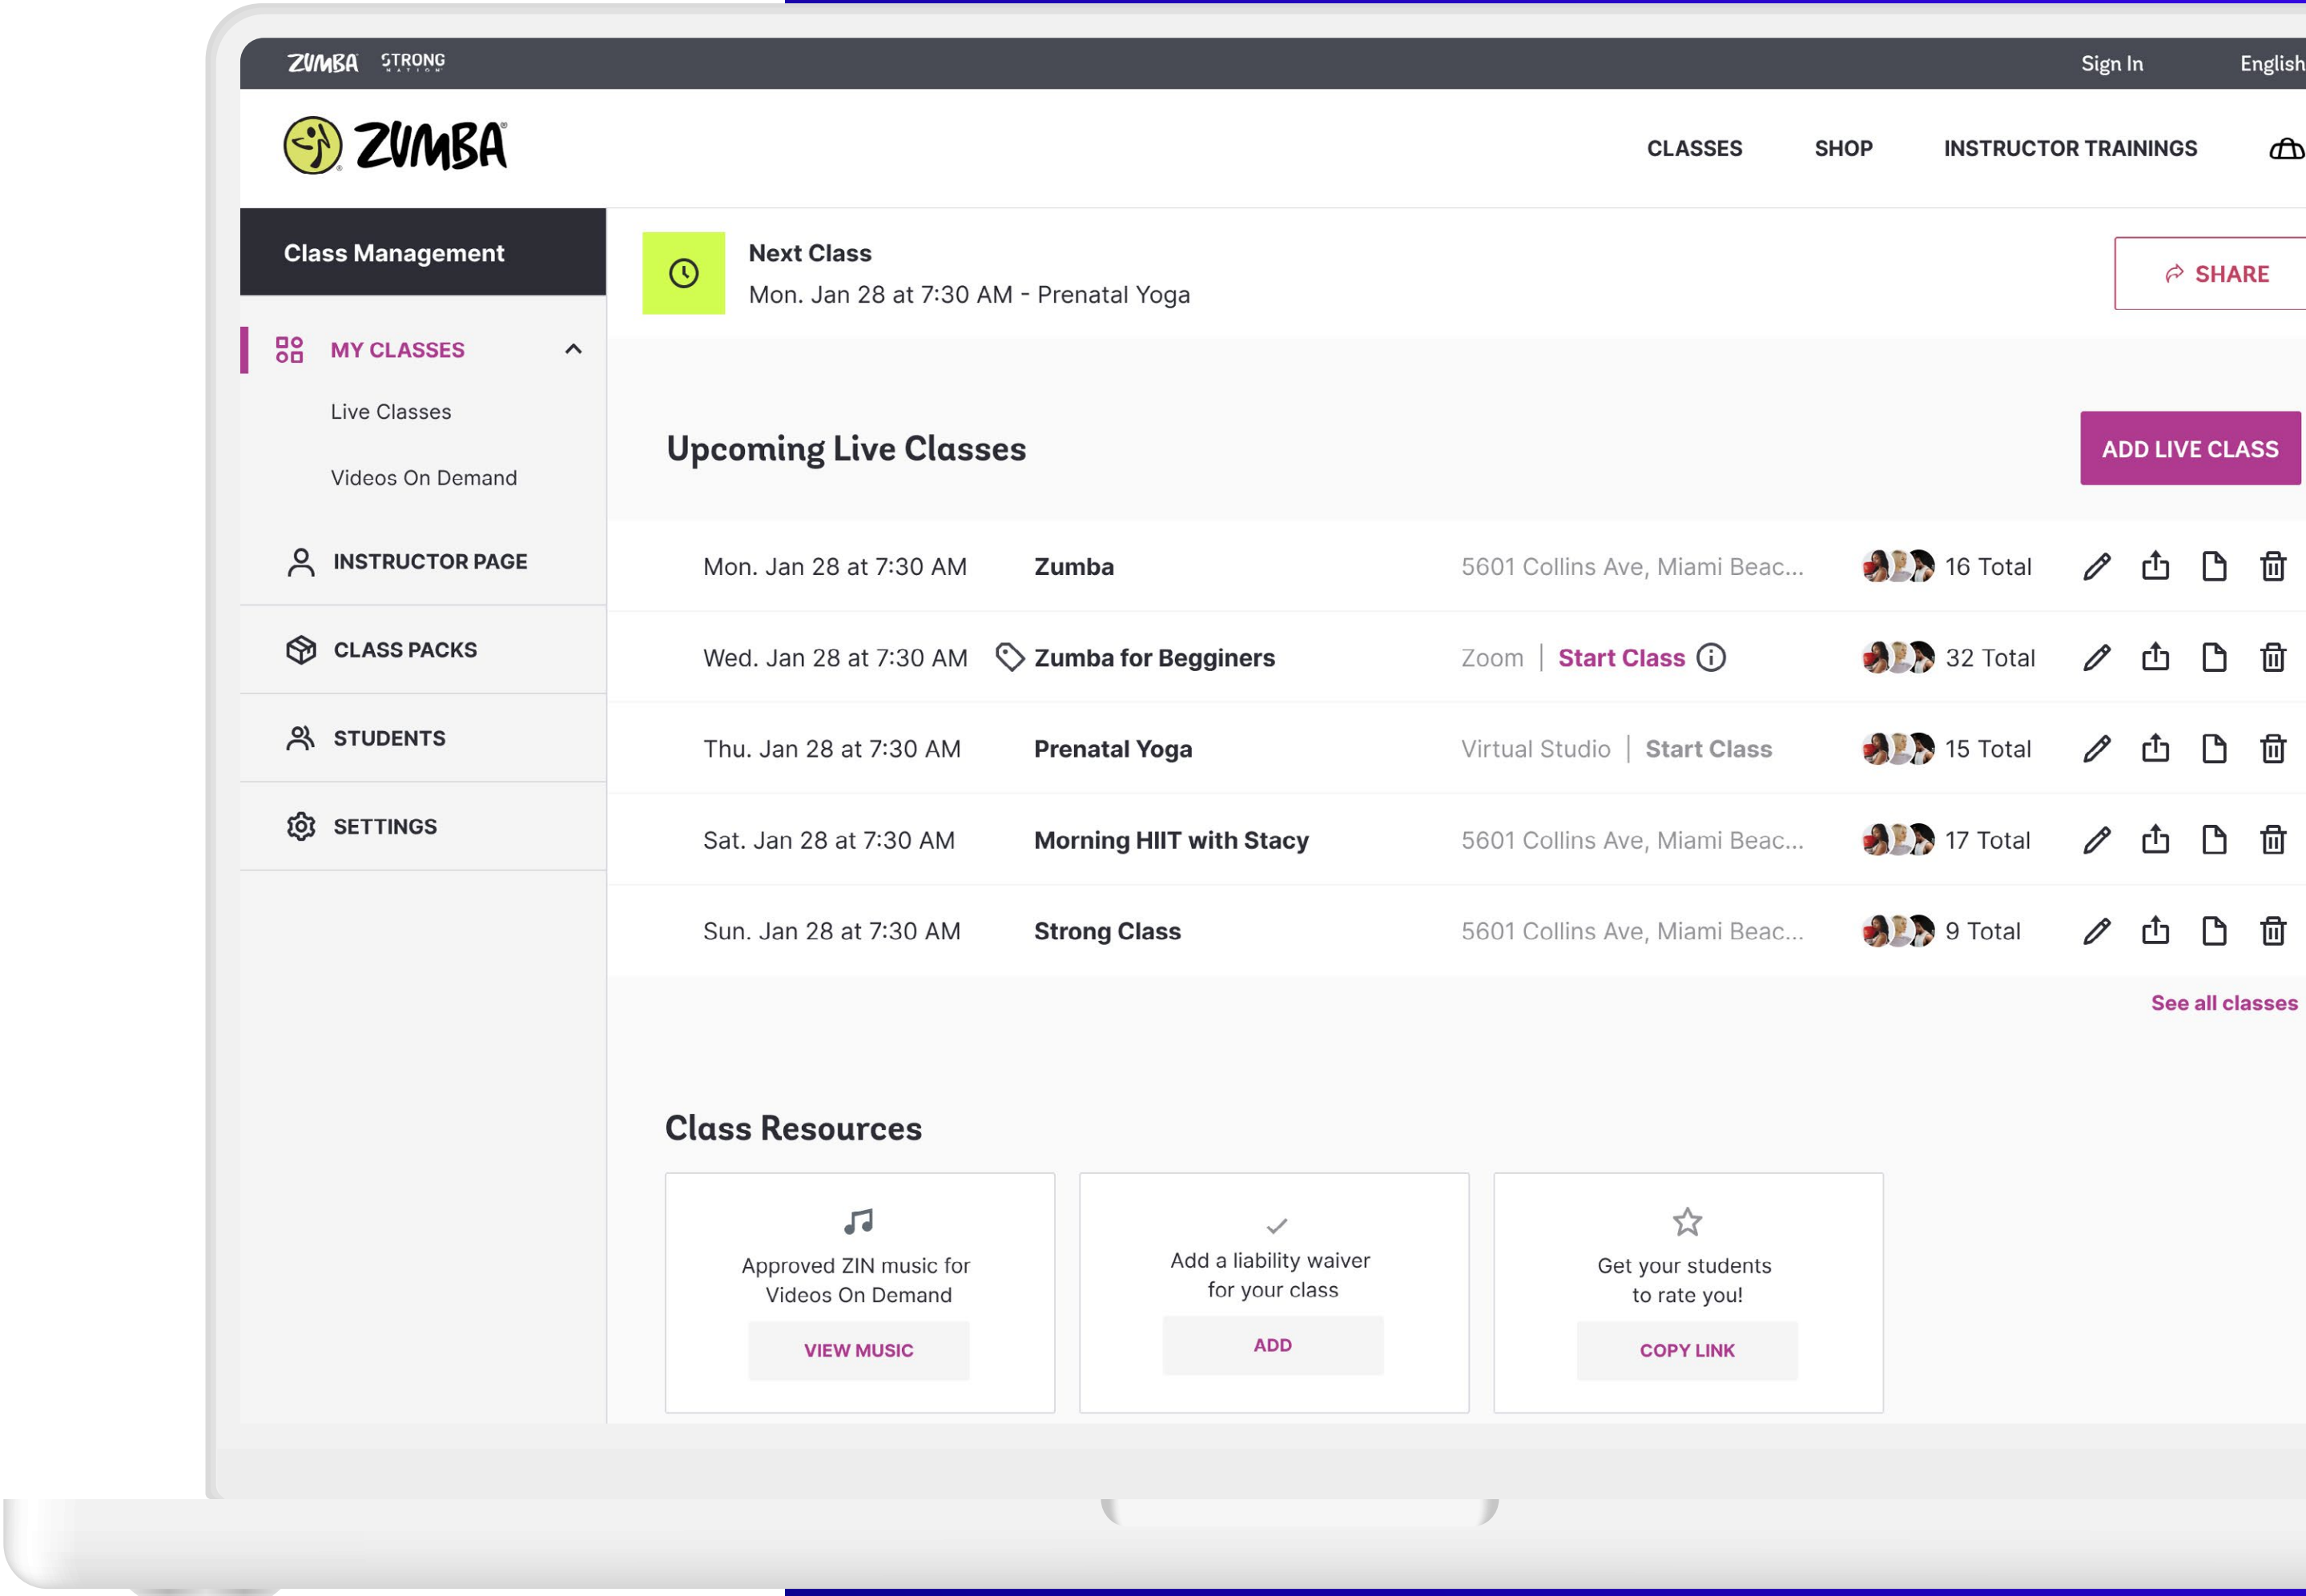 ZUMBA STRONG NATION Sign In English
ZUMBA® CLASSES SHOP INSTRUCTOR TRAININGS
Class Management
Next Class
Mon. Jan 28 at 7:30 AM - Prenatal Yoga
SHARE
MY CLASSES
Live Classes
Videos On Demand
INSTRUCTOR PAGE
CLASS PACKS
STUDENTS
SETTINGS
Upcoming Live Classes
ADD LIVE CLASS
Mon. Jan 28 at 7:30 AM Zumba 5601 Collins Ave, Miami Beac... 16 Total
Wed. Jan 28 at 7:30 AM Zumba for Begginers Zoom | Start Class 32 Total
Thu. Jan 28 at 7:30 AM Prenatal Yoga Virtual Studio | Start Class 15 Total
Sat. Jan 28 at 7:30 AM Morning HIIT with Stacy 5601 Collins Ave, Miami Beac... 17 Total
Sun. Jan 28 at 7:30 AM Strong Class 5601 Collins Ave, Miami Beac... 9 Total
See all classes
Class Resources
Approved ZIN music for
Videos On Demand
VIEW MUSIC
Add a liability waiver
for your class
ADD
Get your students
to rate you!
COPY LINK